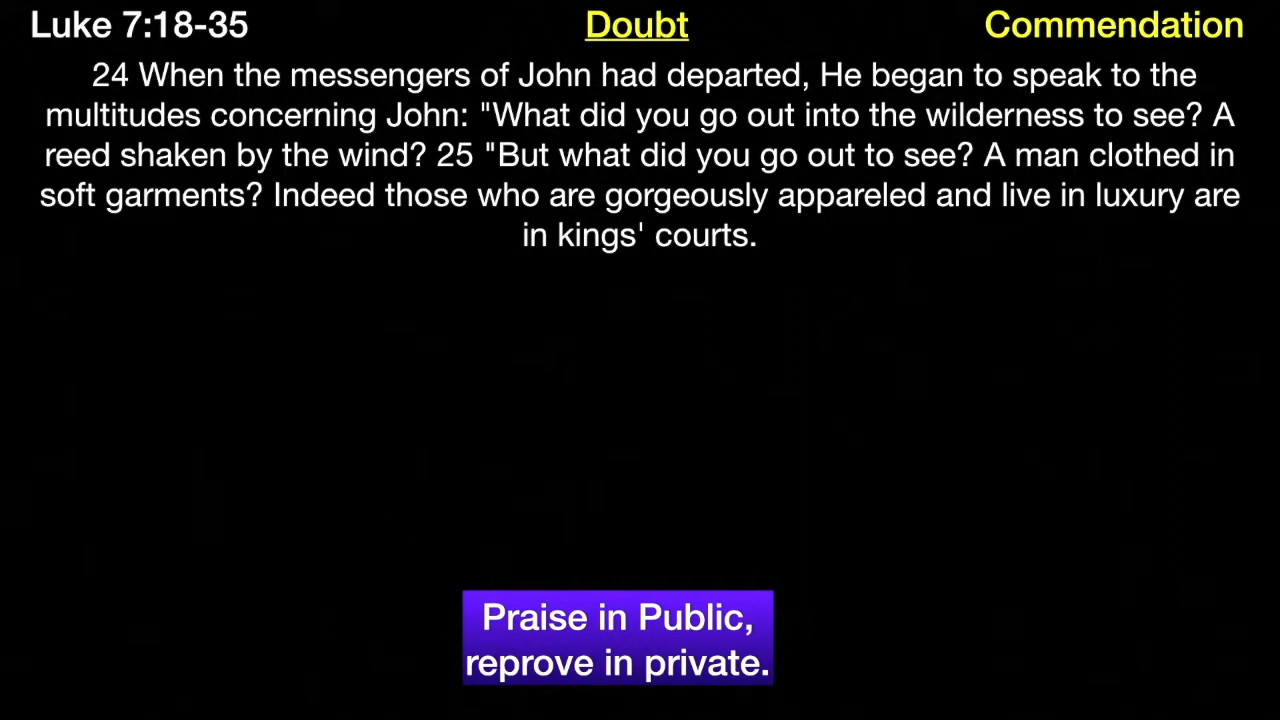 Luke 7:18-35 Doubt Commendation
24 When the messengers of John had departed, He began to speak to the
multitudes concerning John: "What did you go out into the wilderness to see? A
reed shaken by the wind? 25 "But what did you go out to see? A man clothed in
soft garments? Indeed those who are gorgeously appareled and live in luxury are
in kings' courts.
Praise in Public,
reprove in private.